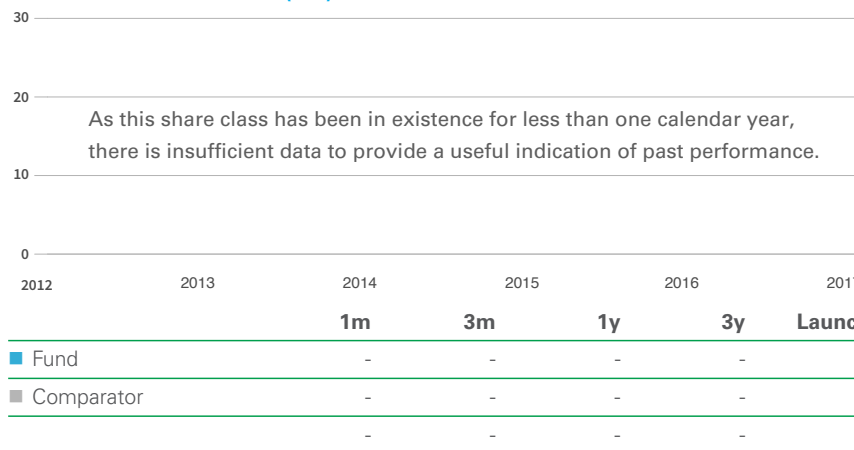 30
20
As this share class has been in existence for less than one calendar year,
there is insufficient data to provide a useful indication of past performance.
10
0
2012 2013 2014 2015 2016
1m 3m 1y 3y
Fund - - - -
Comparator - - - -
- - - -